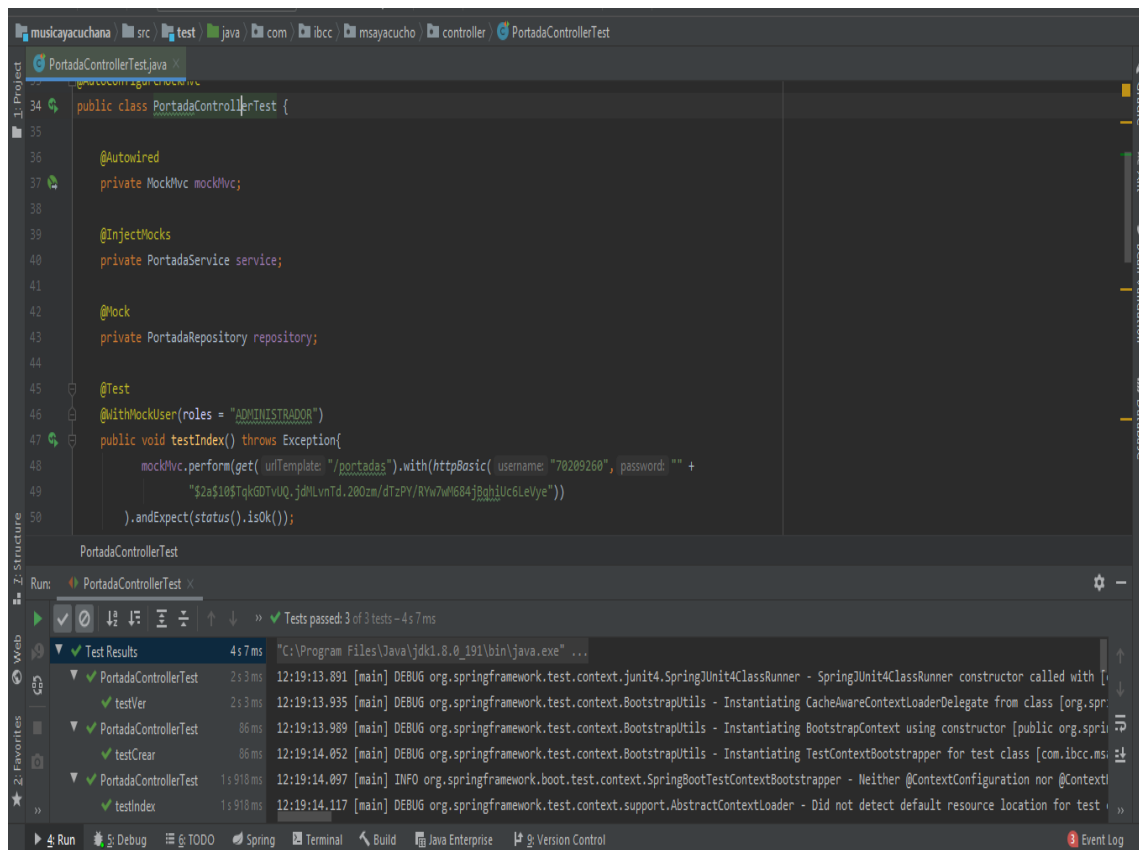 musicayacuchana src test java com ibcc msayacucho controller PortadaControllerTest
PortadaControllerTest.java
@AutoConfigureMockMvc
34 public class PortadaControllerTest {
35
36 @Autowired
37 private MockMvc mockMvc;
38
39 @InjectMocks
40 private PortadaService service;
41
42 @Mock
43 private PortadaRepository repository;
44
45 @Test
46 @WithMockUser(roles = "ADMINISTRADOR")
47 public void testIndex() throws Exception{
48 mockMvc.perform(get( urlTemplate: "/portadas").with(httpBasic( username: "70209260", password: "" +
49
50 ).andExpect(status().isOk());
PortadaControllerTest
1: Project
7: Structure
Web
2: Favorites
Run: PortadaControllerTest
» Tests passed: 3 of 3 tests – 4 s 7 ms
Test Results 4 s 7 ms "C:\Program Files\Java\jdk1.8.0_191\bin\java.exe" ...
PortadaControllerTest 2 s 3 ms 12:19:13.891 [main] DEBUG org.springframework.test.context.junit4.SpringJUnit4ClassRunner - SpringJUnit4ClassRunner constructor called with [
testVer 2 s 3 ms 12:19:13.935 [main] DEBUG org.springframework.test.context.BootstrapUtils - Instantiating CacheAwareContextLoaderDelegate from class [org.spr
PortadaControllerTest 86 ms 12:19:13.989 [main] DEBUG org.springframework.test.context.BootstrapUtils - Instantiating BootstrapContext using constructor [public org.spri
testCrear 86 ms 12:19:14.052 [main] DEBUG org.springframework.test.context.BootstrapUtils - Instantiating TestContextBootstrapper for test class [com.ibcc.msa
PortadaControllerTest 1 s 918 ms 12:19:14.097 [main] INFO org.springframework.boot.test.context.SpringBootTestContextBootstrapper - Neither @ContextConfiguration nor @Context
testIndex 1 s 918 ms 12:19:14.117 [main] DEBUG org.springframework.test.context.support.AbstractContextLoader - Did not detect default resource location for test
4: Run 5: Debug 6: TODO Spring Terminal Build Java Enterprise 9: Version Control 3 Event Log